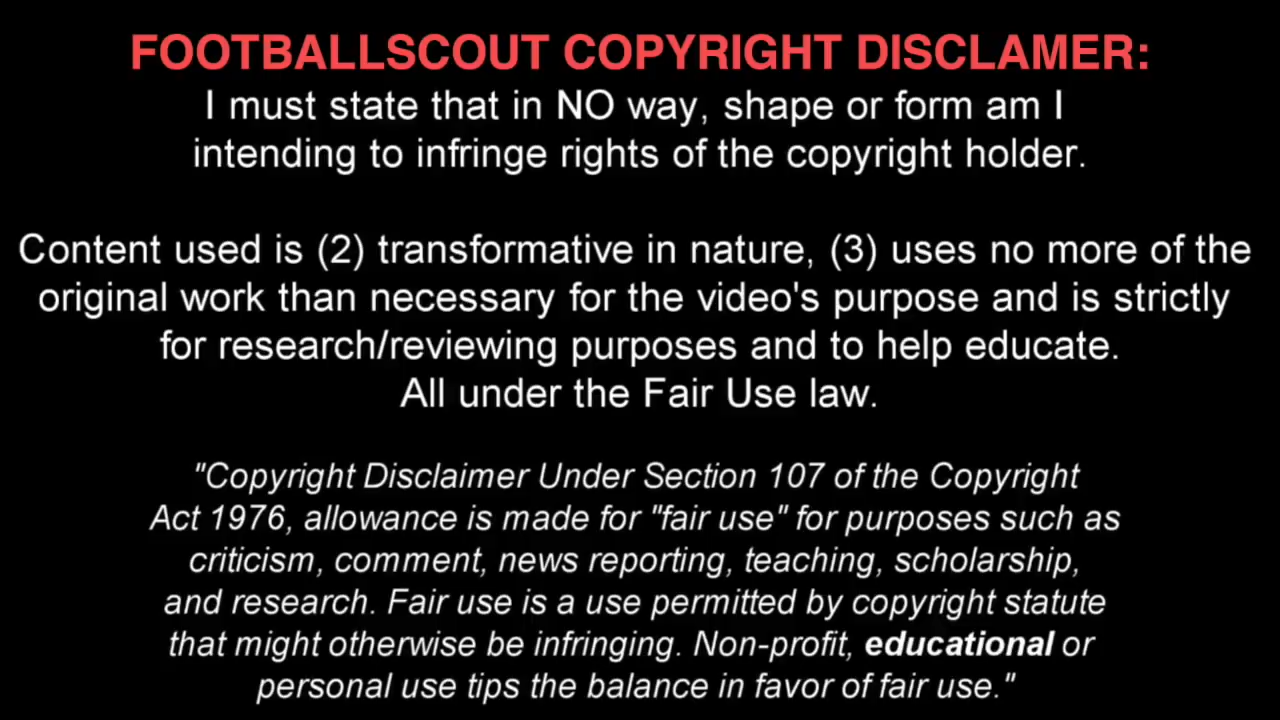 FOOTBALLSCOUT COPYRIGHT DISCLAMER:
I must state that in NO way, shape or form am I
intending to infringe rights of the copyright holder.
Content used is (2) transformative in nature, (3) uses no more of the
original work than necessary for the video's purpose and is strictly
for research/reviewing purposes and to help educate.
All under the Fair Use law.
"Copyright Disclaimer Under Section 107 of the Copyright
Act 1976, allowance is made for "fair use" for purposes such as
criticism, comment, news reporting, teaching, scholarship,
and research. Fair use is a use permitted by copyright statute
that might otherwise be infringing. Non-profit, educational or
personal use tips the balance in favor of fair use."